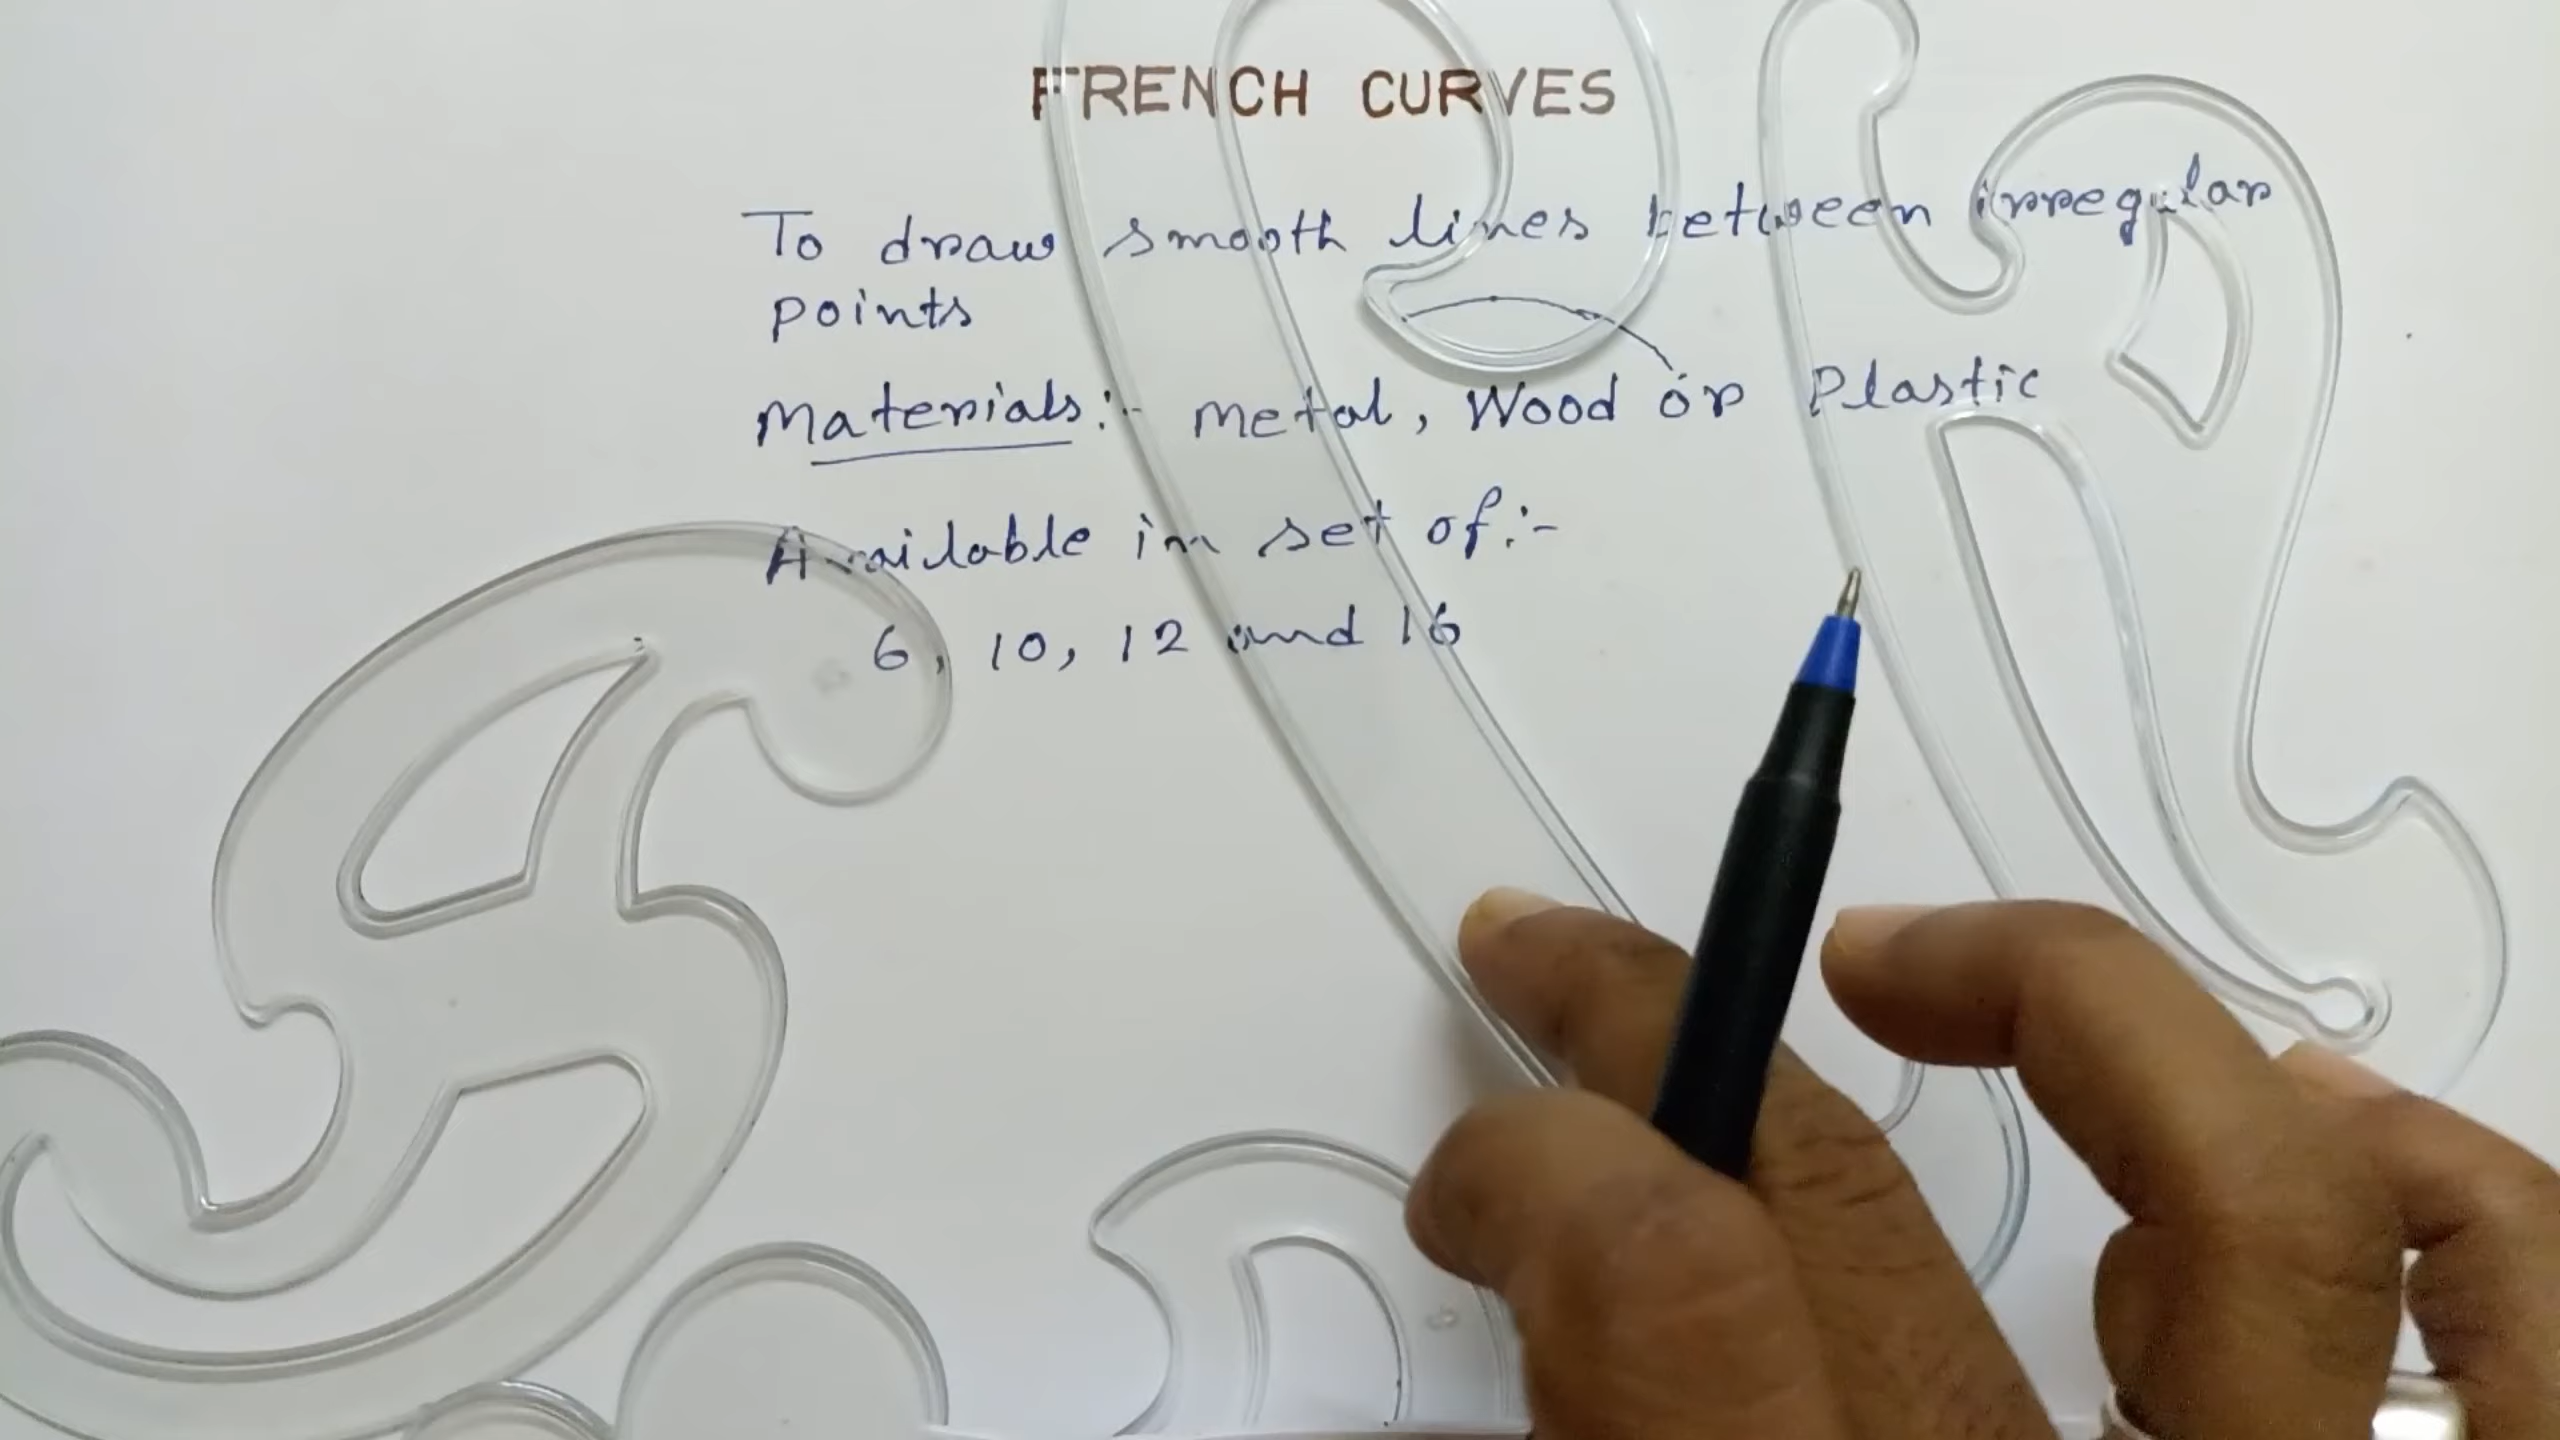 FRENCH CURVES
To draw smooth lines between irregular
points
Materials :- Metal, Wood or Plastic
Available in set of :-
6, 10, 12 and 16